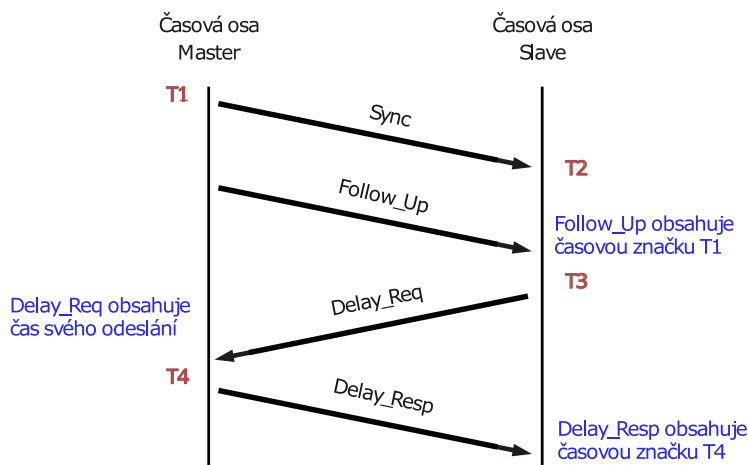 Časová osa
Master
Časová osa
Slave
T1
Sync
T2
Follow_Up
Follow_Up obsahuje
časovou značku T1
T3
Delay_Req
Delay_Req obsahuje
čas svého odeslání
T4
Delay_Resp
Delay_Resp obsahuje
časovou značku T4